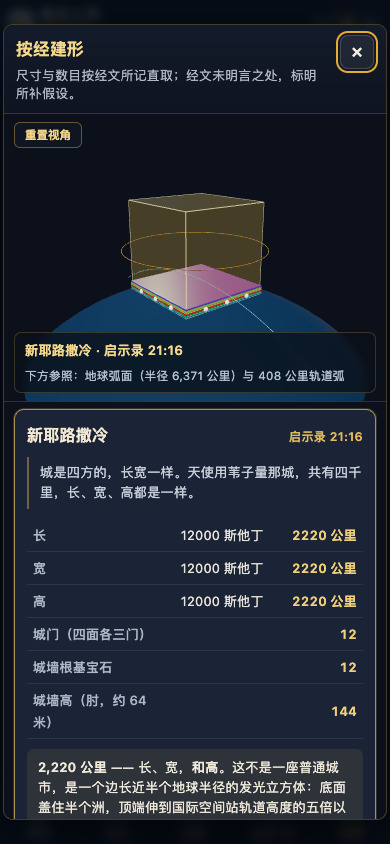 按经建形
尺寸与数目按经文所记直取；经文未明言之处，标明
所补假设。
×
重置视角
新耶路撒冷 · 启示录 21:16
下方参照：地球弧面（半径 6,371 公里）与 408 公里轨道弧
新耶路撒冷 启示录 21:16
城是四方的，长宽一样。天使用苇子量那城，共有四千
里，长、宽、高都是一样。
长 12000 斯他丁 2220 公里
宽 12000 斯他丁 2220 公里
高 12000 斯他丁 2220 公里
城门（四面各三门） 12
城墙根基宝石 12
城墙高（肘，约 64
米） 144
2,220 公里 —— 长、宽，和高。这不是一座普通城
市，是一个边长近半个地球半径的发光立方体：底面
盖住半个洲，顶端伸到国际空间站轨道高度的五倍以